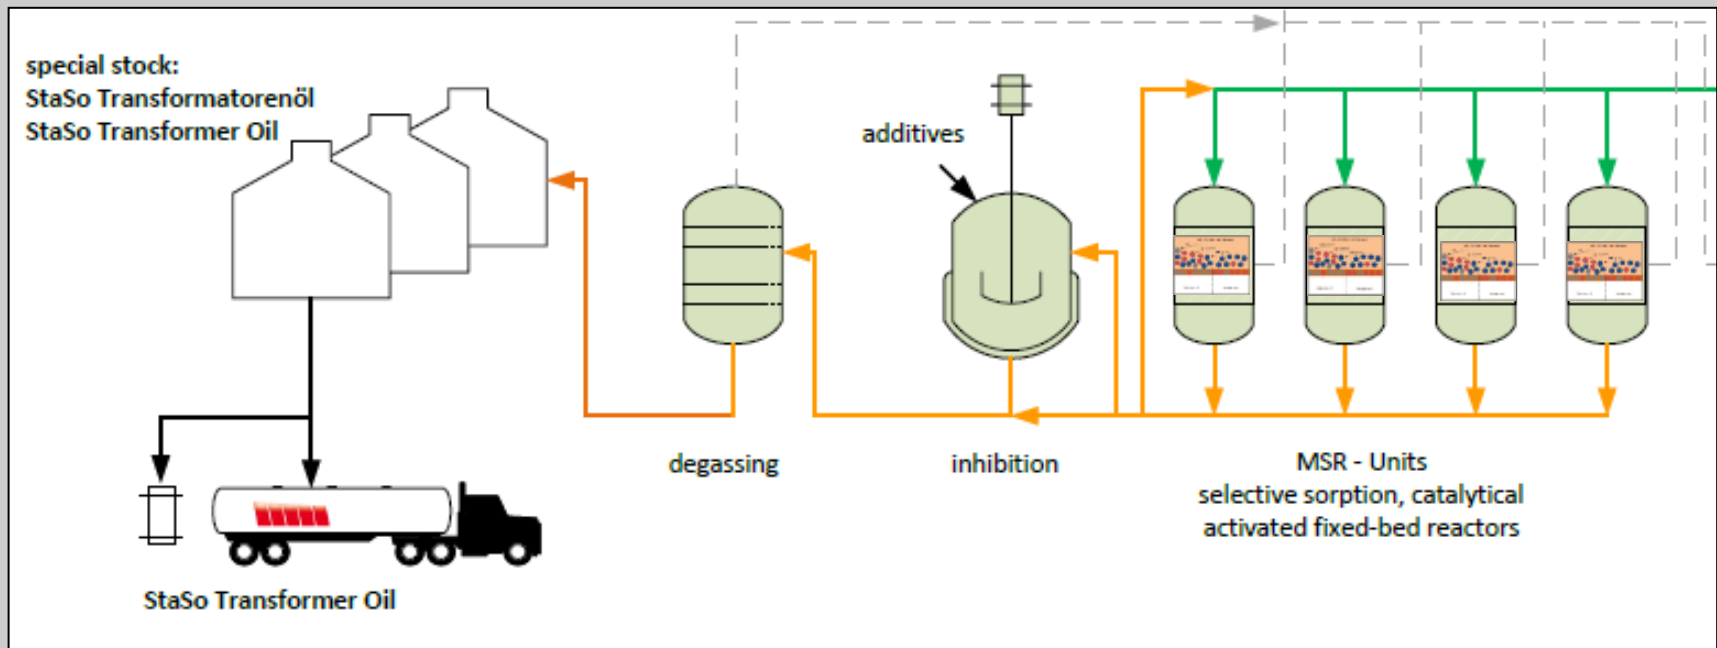 special stock:
StaSo Transformatorenöl
StaSo Transformer Oil
additives
degassing
inhibition
MSR - Units
selective sorption, catalytical
activated fixed-bed reactors
StaSo Transformer Oil